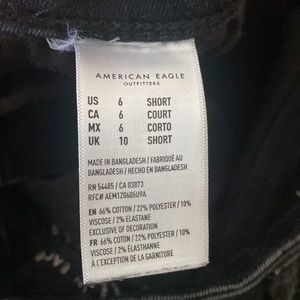 AMERICAN EAGLE
OUTFITTERS
US 6 SHORT
CA 6 COURT
MX 6 CORTO
UK 10 SHORT
MADE IN BANGLADESH / FABRIQUÉ AU
BANGLADESH / HECHO EN BANGLADESH
RN 54485 / CA 03873
RFC# AEM120605U9A
EN 66% COTTON / 22% POLYESTER / 10%
VISCOSE / 2% ELASTANE
EXCLUSIVE OF DECORATION
FR 66% COTON / 22% POLYESTER / 10%
VISCOSE / 2% ÉLASTHANNE
À L'EXCEPTION DE LA GARNITURE